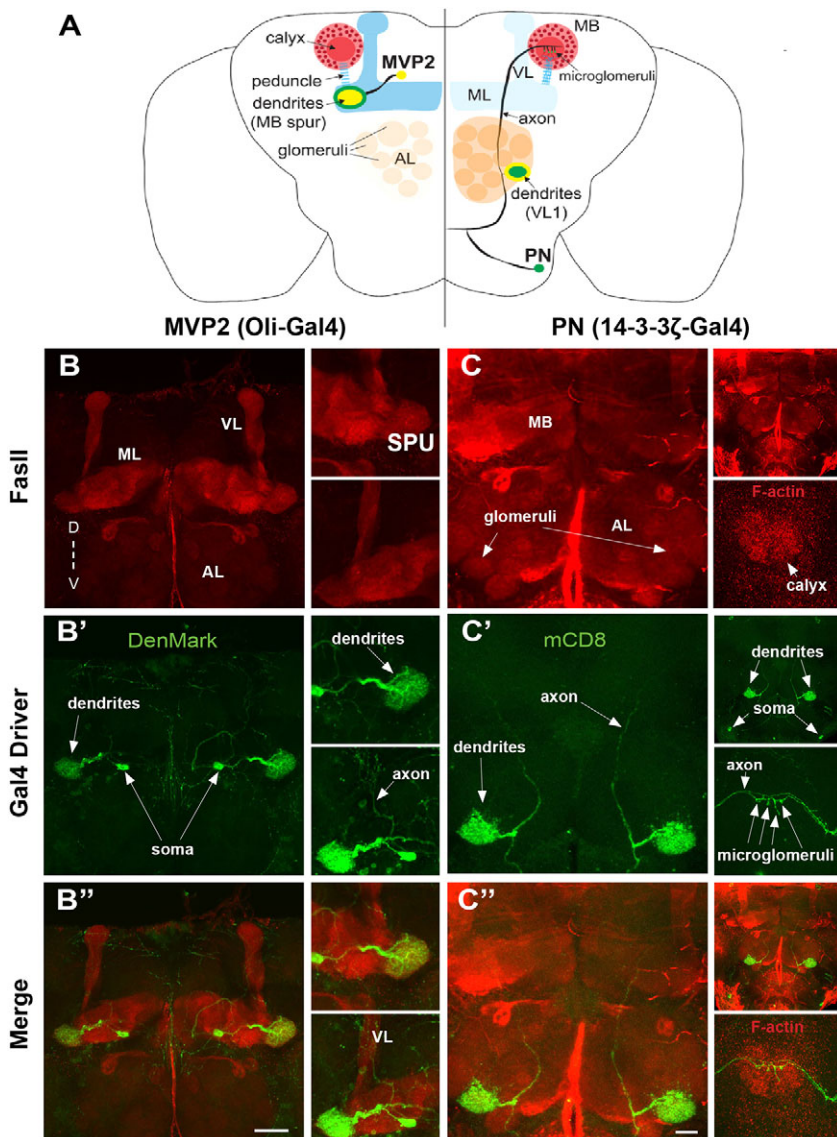 A
calyx
MVP2
peduncle
dendrites
(MB spur)
glomeruli
AL
MB
VL
microglomeruli
ML
axon
dendrites
(VL1)
PN
MVP2 (Oli-Gal4)
PN (14-3-3ζ-Gal4)
FasII
B
VL
ML
D
V
AL
SPU
C
MB
glomeruli
AL
F-actin
calyx
Gal4 Driver
B’
DenMark
dendrites
soma
dendrites
axon
C’
mCD8
axon
dendrites
dendrites
soma
axon
microglomeruli
Merge
B’’
VL
C’’
F-actin